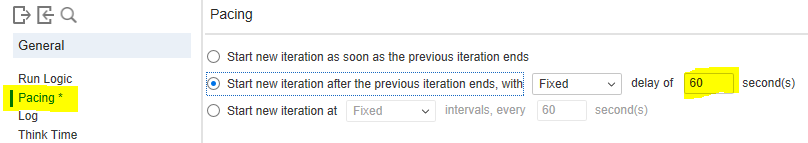 Pacing
General
Run Logic
Pacing *
Log
Think Time
Start new iteration as soon as the previous iteration ends
Start new iteration after the previous iteration ends, with Fixed delay of 60 second(s)
Start new iteration at Fixed intervals, every 60 second(s)